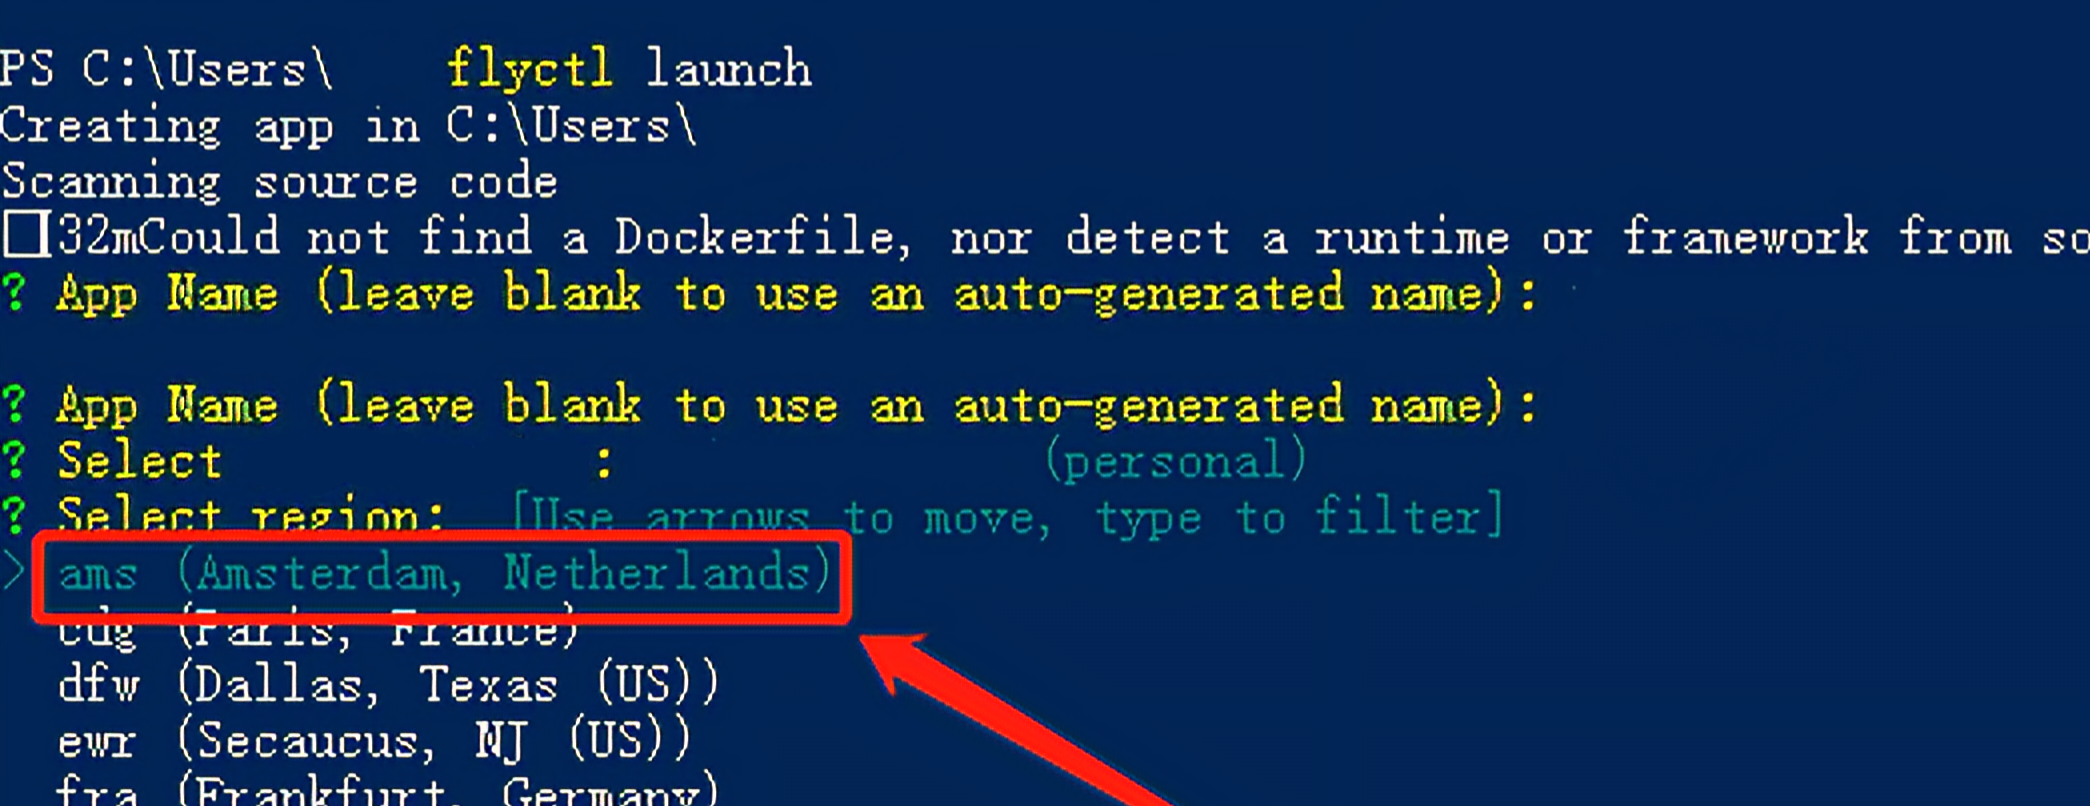 PS C:\Users\ flyctl launch
Creating app in C:\Users\
Scanning source code
32mCould not find a Dockerfile, nor detect a runtime or framework from so
? App Name (leave blank to use an auto-generated name):
? App Name (leave blank to use an auto-generated name):
? Select : (personal)
? Select region: [Use arrows to move, type to filter]
> ams (Amsterdam, Netherlands)
cdg (Paris, France)
dfw (Dallas, Texas (US))
ewr (Secaucus, NJ (US))
fra (Frankfurt, Germany)